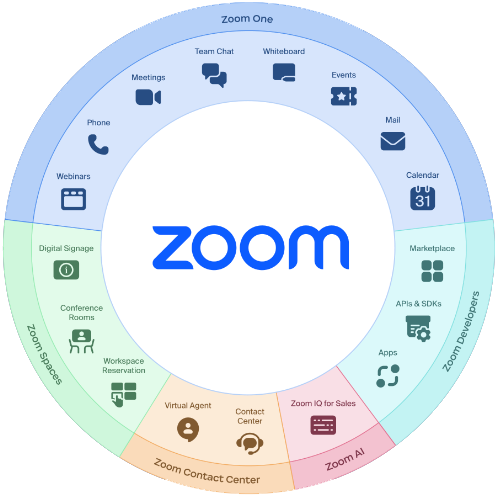 Zoom One
Team Chat
Whiteboard
Meetings
Events
Phone
Mail
Webinars
Calendar
31
zoom
Digital Signage
Marketplace
Conference
Rooms
APIs & SDKs
Workspace
Reservation
Apps
Zoom Spaces
Zoom Developers
Virtual Agent
Contact
Center
Zoom IQ for Sales
Zoom Contact Center
Zoom AI